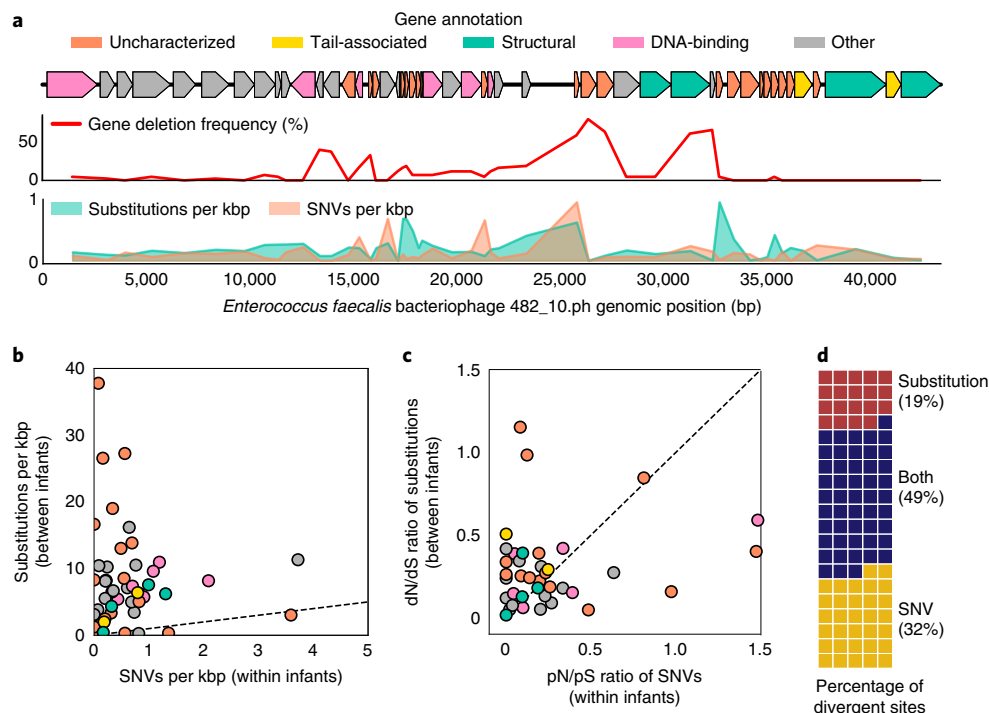 a
Gene annotation
Uncharacterized
Tail-associated
Structural
DNA-binding
Other
Gene deletion frequency (%)
50
0
1
Substitutions per kbp
SNVs per kbp
0
0
5,000
10,000
15,000
20,000
25,000
30,000
35,000
40,000
Enterococcus faecalis bacteriophage 482_10.ph genomic position (bp)
b
40
30
20
10
0
Substitutions per kbp
(between infants)
0
1
2
3
4
5
SNVs per kbp (within infants)
c
1.5
1.0
0.5
0
dN/dS ratio of substitutions
(between infants)
0
0.5
1.0
1.5
pN/pS ratio of SNVs
(within infants)
d
Substitution
(19%)
Both
(49%)
SNV
(32%)
Percentage of
divergent sites